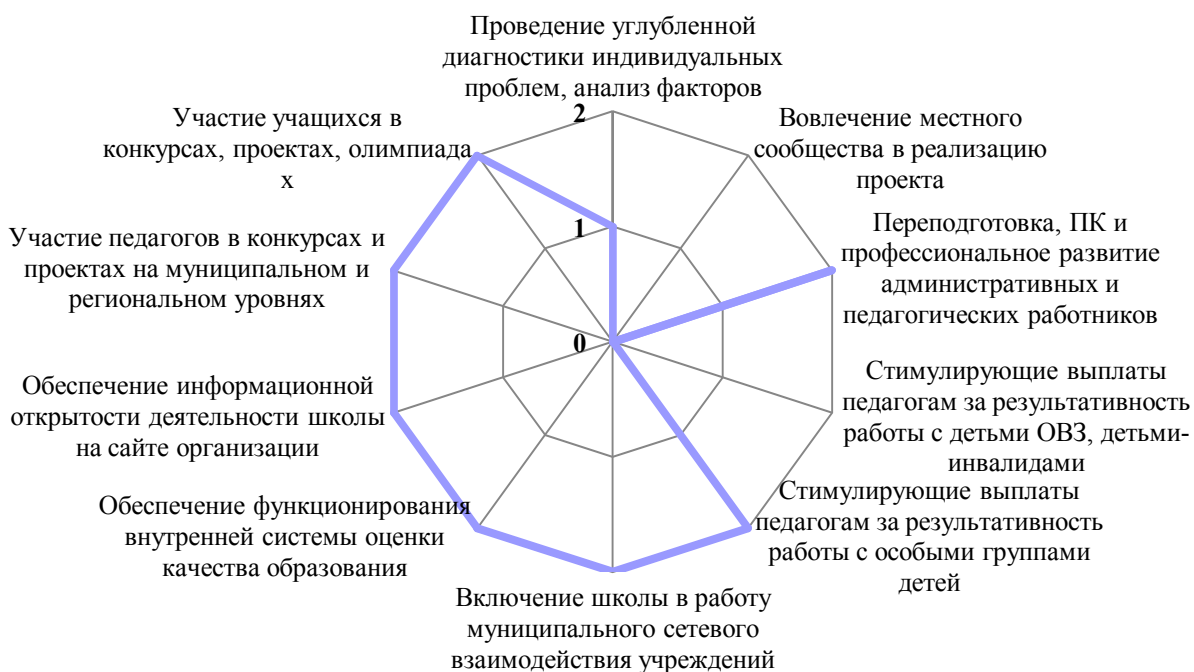 Проведение углубленной
диагностики индивидуальных
проблем, анализ факторов
2
Вовлечение местного
сообщества в реализацию
проекта
Переподготовка, ПК и
профессиональное развитие
административных и
педагогических работников
Стимулирующие выплаты
педагогам за результативность
работы с детьми ОВЗ, детьми-
инвалидами
Стимулирующие выплаты
педагогам за результативность
работы с особыми группами
детей
Включение школы в работу
муниципального сетевого
взаимодействия учреждений
Обеспечение функционирования
внутренней системы оценки
качества образования
Обеспечение информационной
открытости деятельности школы
на сайте организации
Участие педагогов в конкурсах и
проектах на муниципальном и
региональном уровнях
Участие учащихся в
конкурсах, проектах, олимпиада
х
1
0